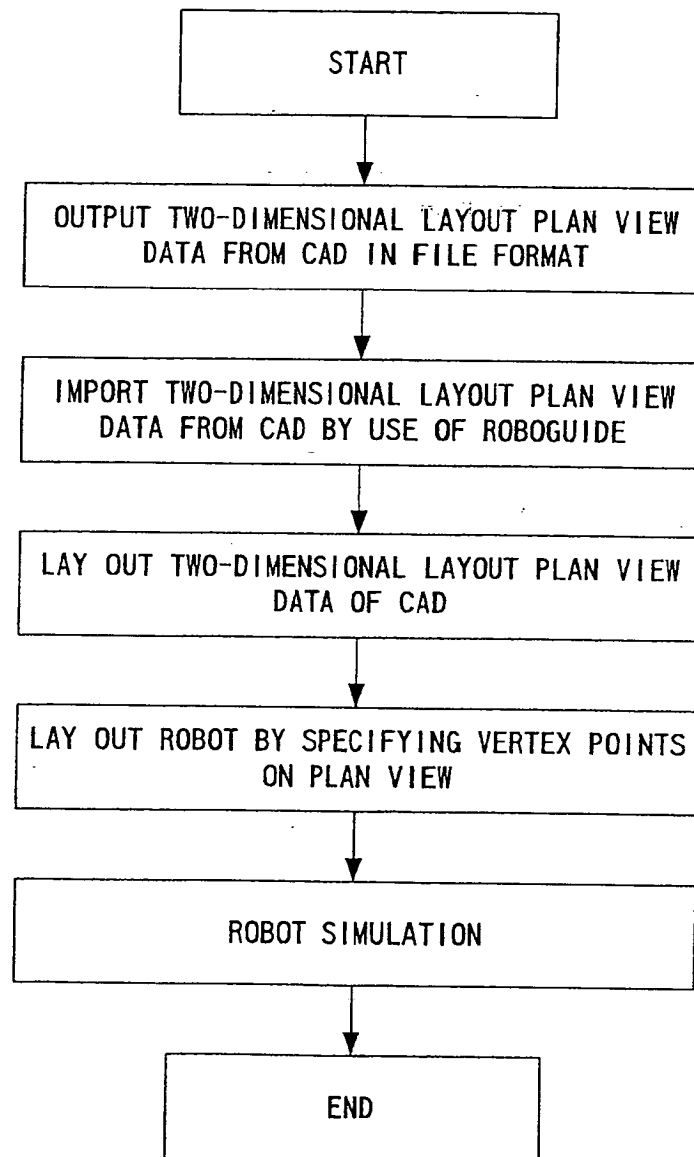 START
OUTPUT TWO-DIMENSIONAL LAYOUT PLAN VIEW
DATA FROM CAD IN FILE FORMAT
IMPORT TWO-DIMENSIONAL LAYOUT PLAN VIEW
DATA FROM CAD BY USE OF ROBOGUIDE
LAY OUT TWO-DIMENSIONAL LAYOUT PLAN VIEW
DATA OF CAD
LAY OUT ROBOT BY SPECIFYING VERTEX POINTS
ON PLAN VIEW
ROBOT SIMULATION
END